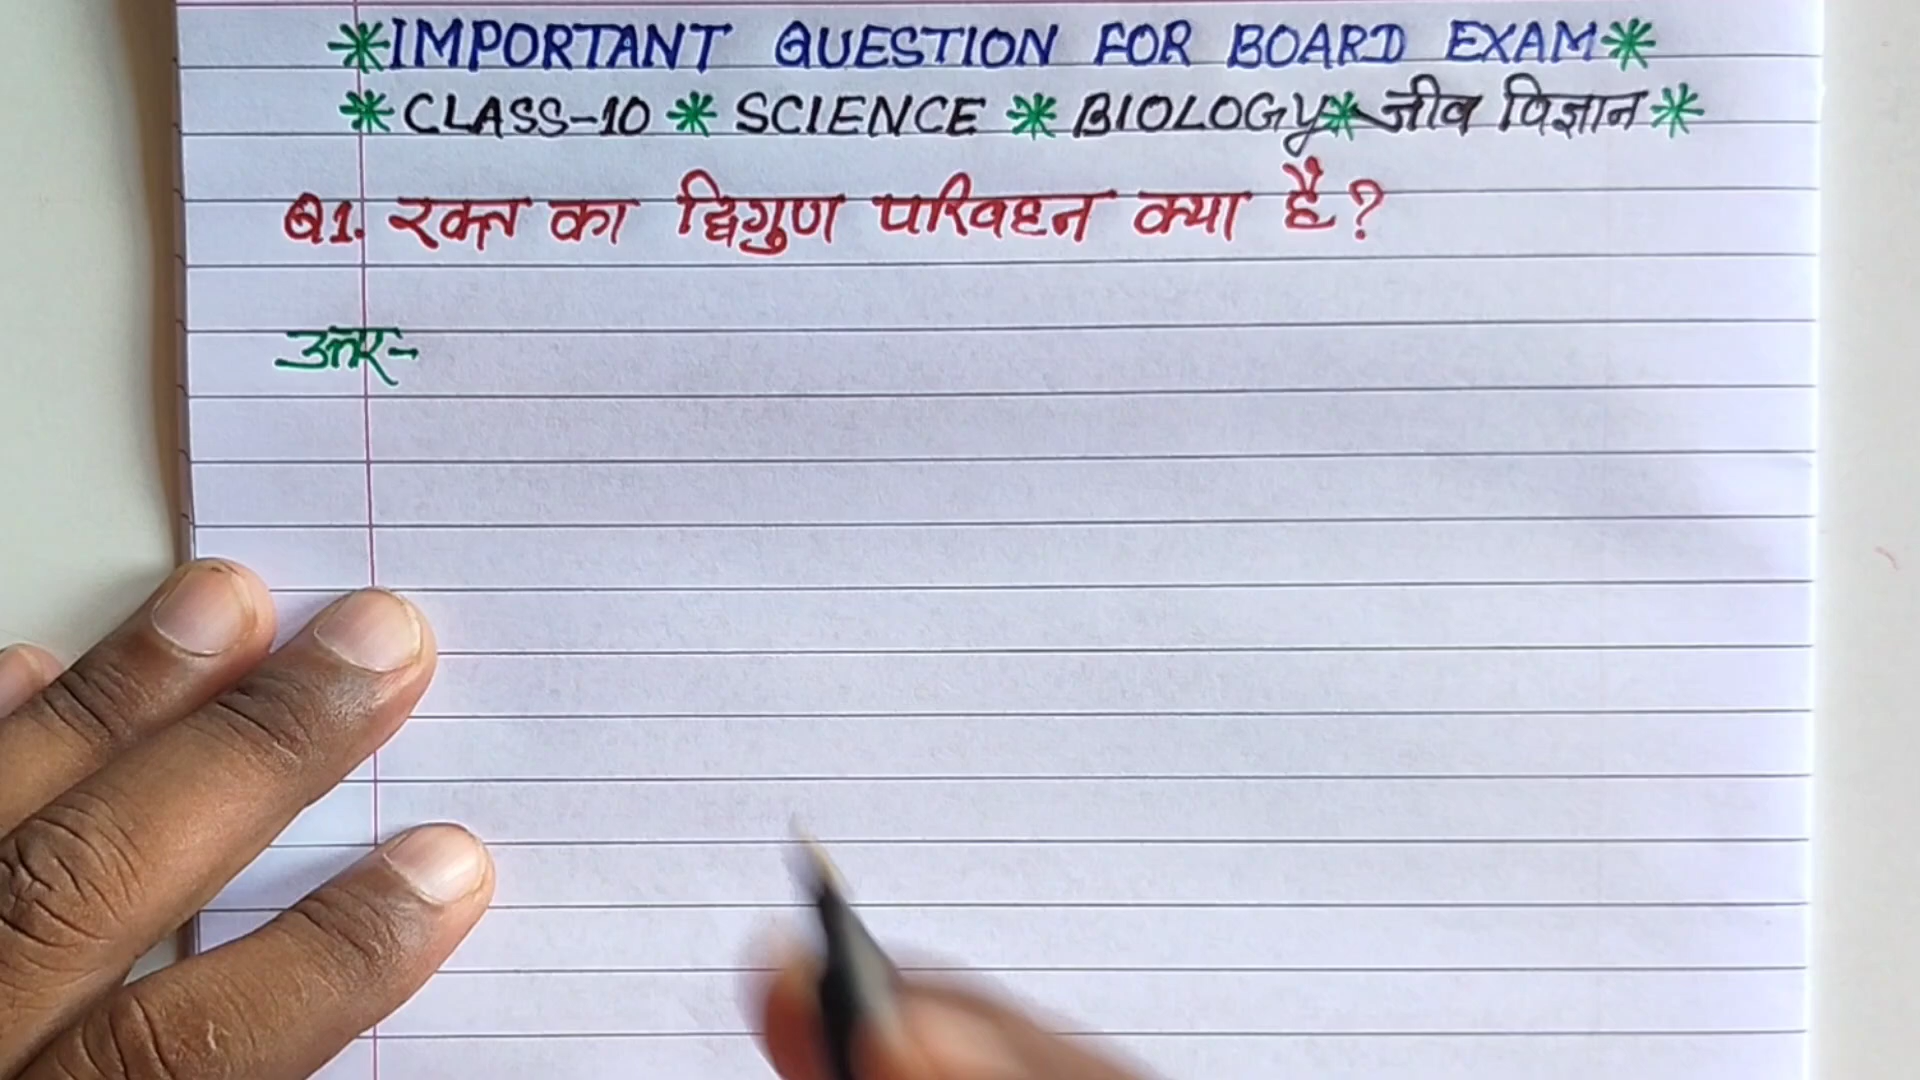 *IMPORTANT QUESTION FOR BOARD EXAM*
*CLASS-10 * SCIENCE * BIOLOGY* जीव विज्ञान*
Q1. रक्त का द्विगुण परिवहन क्या है?
उत्तर-